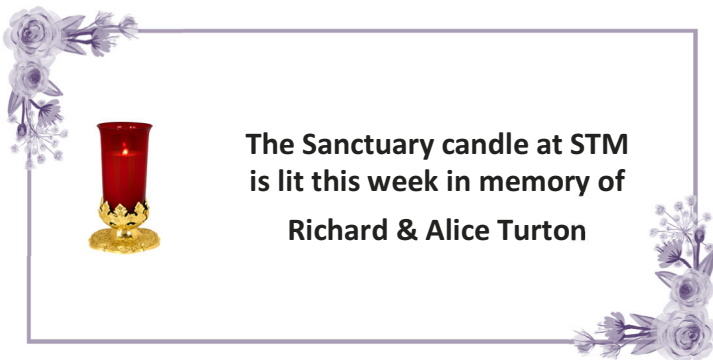 The Sanctuary candle at STM
is lit this week in memory of
Richard & Alice Turton